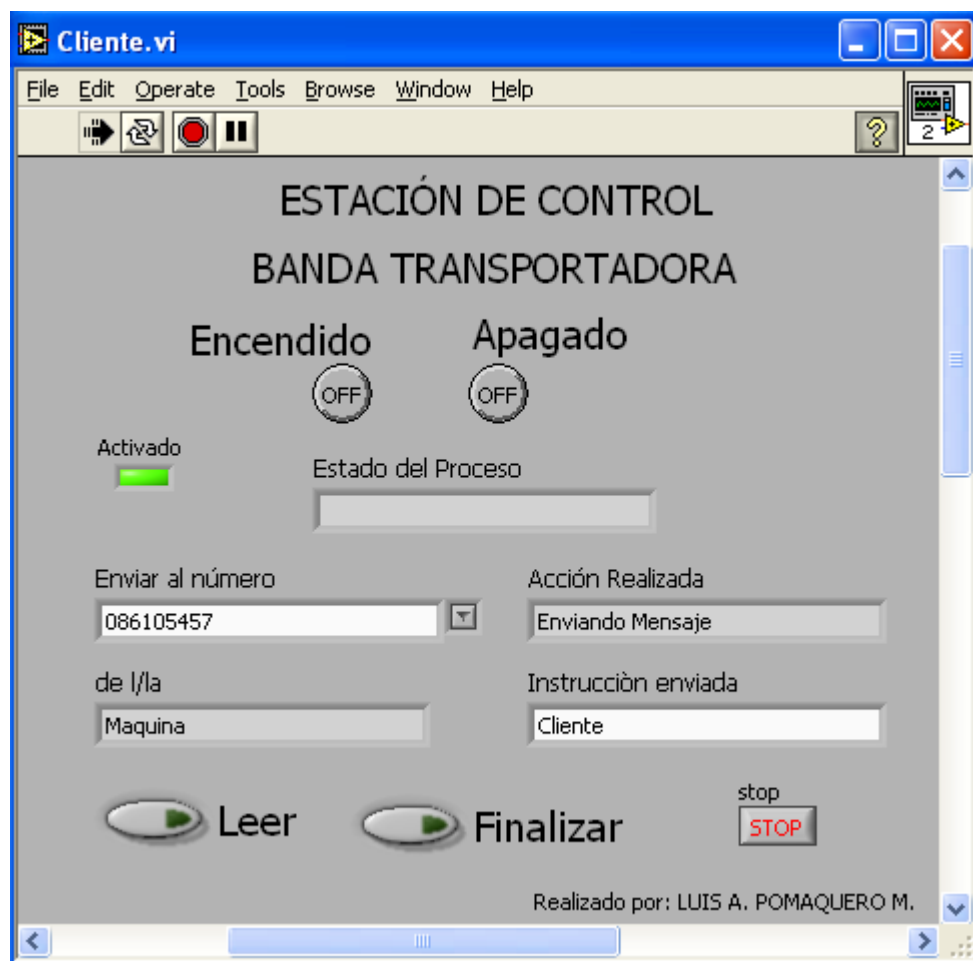 Cliente.vi
File Edit Operate Tools Browse Window Help
2
ESTACIÓN DE CONTROL
BANDA TRANSPORTADORA
Encendido Apagado
OFF OFF
Activado
Estado del Proceso
Enviar al número Acción Realizada
086105457 Enviando Mensaje
de l/la Instrucciòn enviada
Maquina Cliente
stop
Leer Finalizar STOP
Realizado por: LUIS A. POMAQUERO M.